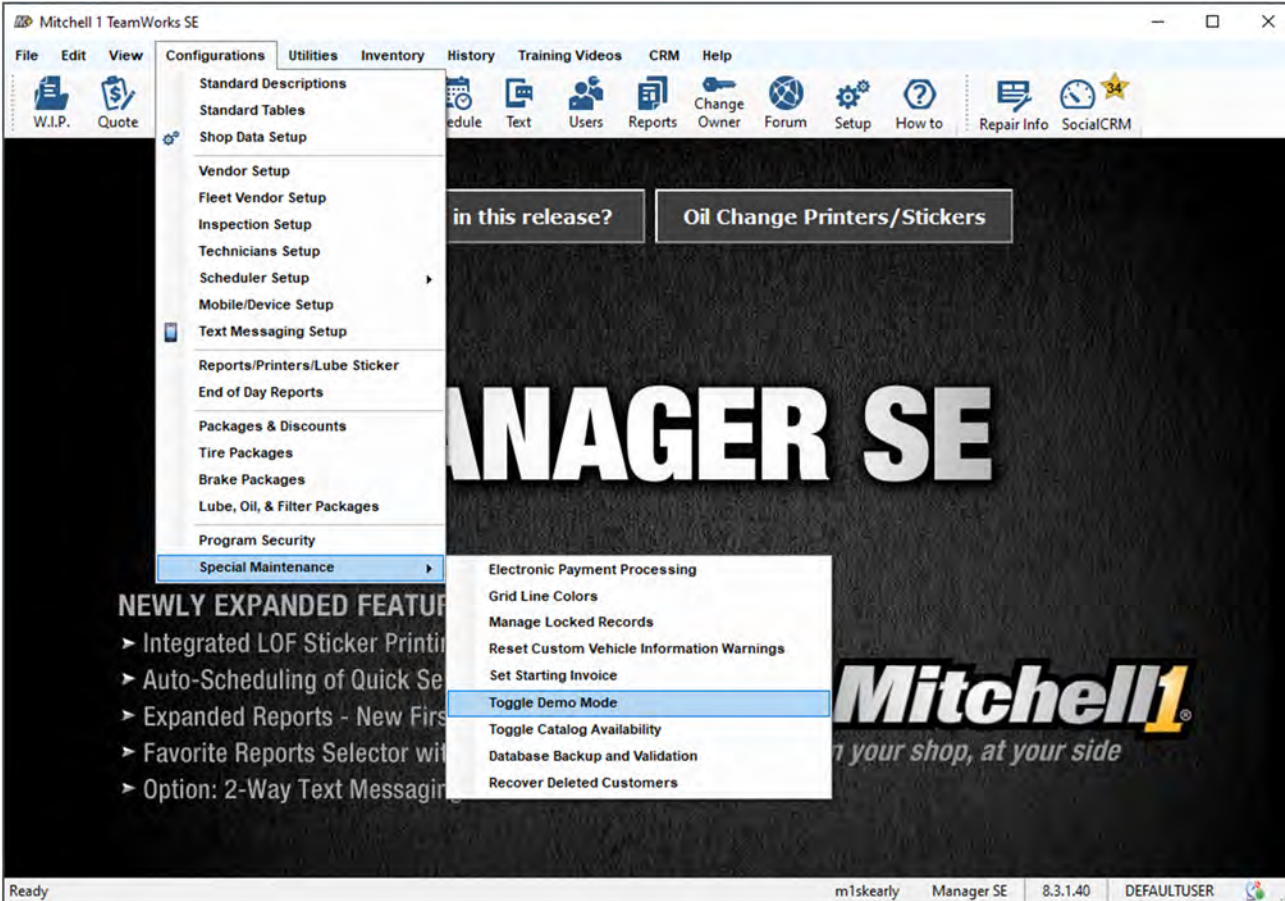 Mitchell 1 TeamWorks SE
File Edit View Configurations Utilities Inventory History Training Videos CRM Help
W.I.P. Quote edule Text Users Reports Change Owner Forum Setup How to Repair Info 34 SocialCRM
Standard Descriptions
Standard Tables
Shop Data Setup
Vendor Setup
Fleet Vendor Setup
Inspection Setup
Technicians Setup
Scheduler Setup
Mobile/Device Setup
Text Messaging Setup
Reports/Printers/Lube Sticker
End of Day Reports
Packages & Discounts
Tire Packages
Brake Packages
Lube, Oil, & Filter Packages
Program Security
Special Maintenance
Electronic Payment Processing
Grid Line Colors
Manage Locked Records
Reset Custom Vehicle Information Warnings
Set Starting Invoice
Toggle Demo Mode
Toggle Catalog Availability
Database Backup and Validation
Recover Deleted Customers
in this release? Oil Change Printers/Stickers
ANAGER SE
NEWLY EXPANDED FEATUR
➤ Integrated LOF Sticker Printi
➤ Auto-Scheduling of Quick Se
➤ Expanded Reports - New Firs
➤ Favorite Reports Selector wit
➤ Option: 2-Way Text Messagin
Mitchell1®
n your shop, at your side
Ready m1skearly Manager SE 8.3.1.40 DEFAULTUSER